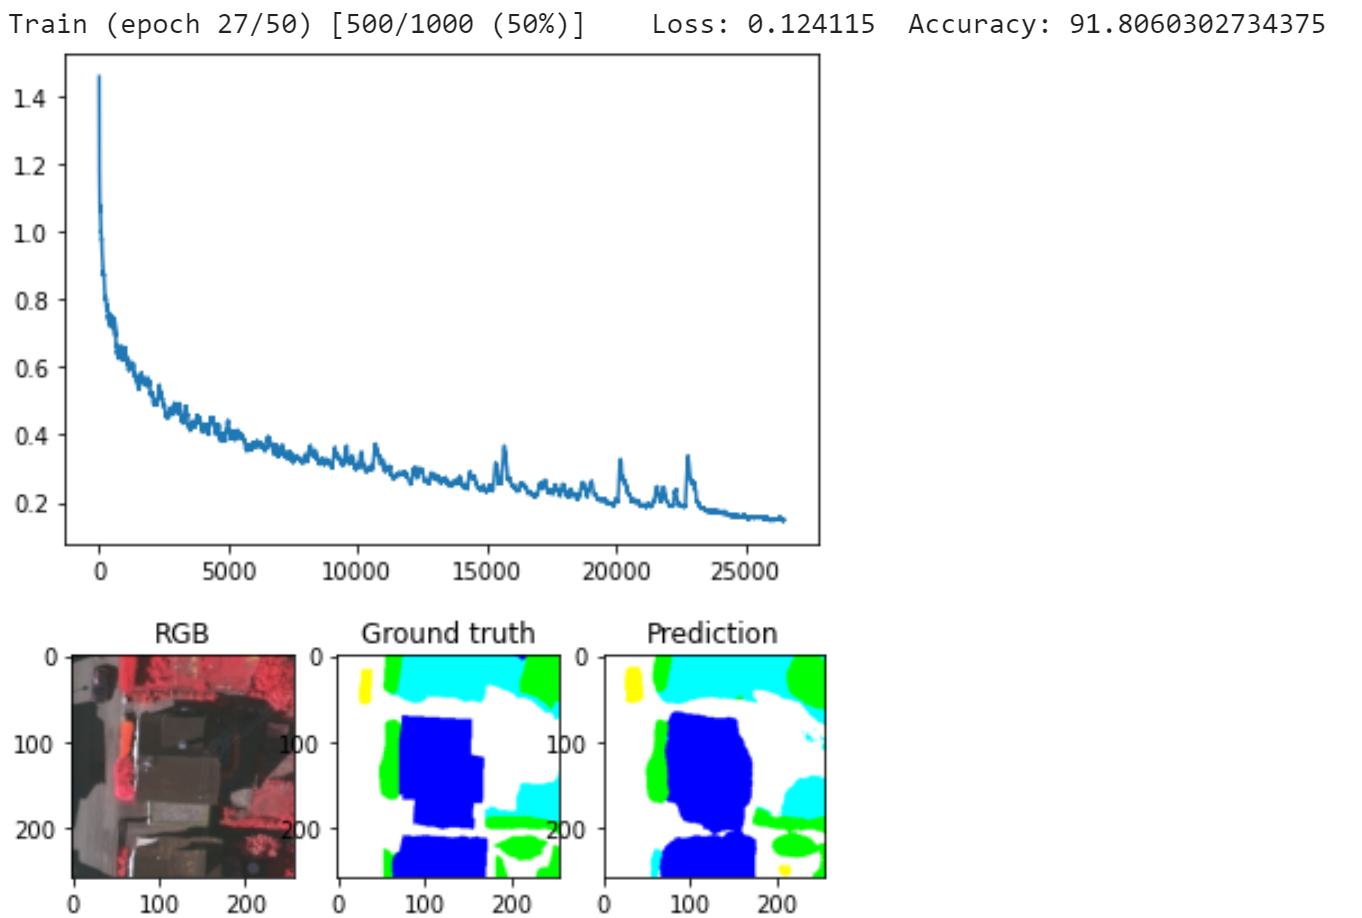 Train (epoch 27/50) [500/1000 (50%)] Loss: 0.124115 Accuracy: 91.8060302734375
1.4
1.2
1.0
0.8
0.6
0.4
0.2
0 5000 10000 15000 20000 25000
RGB Ground truth Prediction
0 0 0
100 100 100
200 200 200
0 100 200 0 100 200 0 100 200